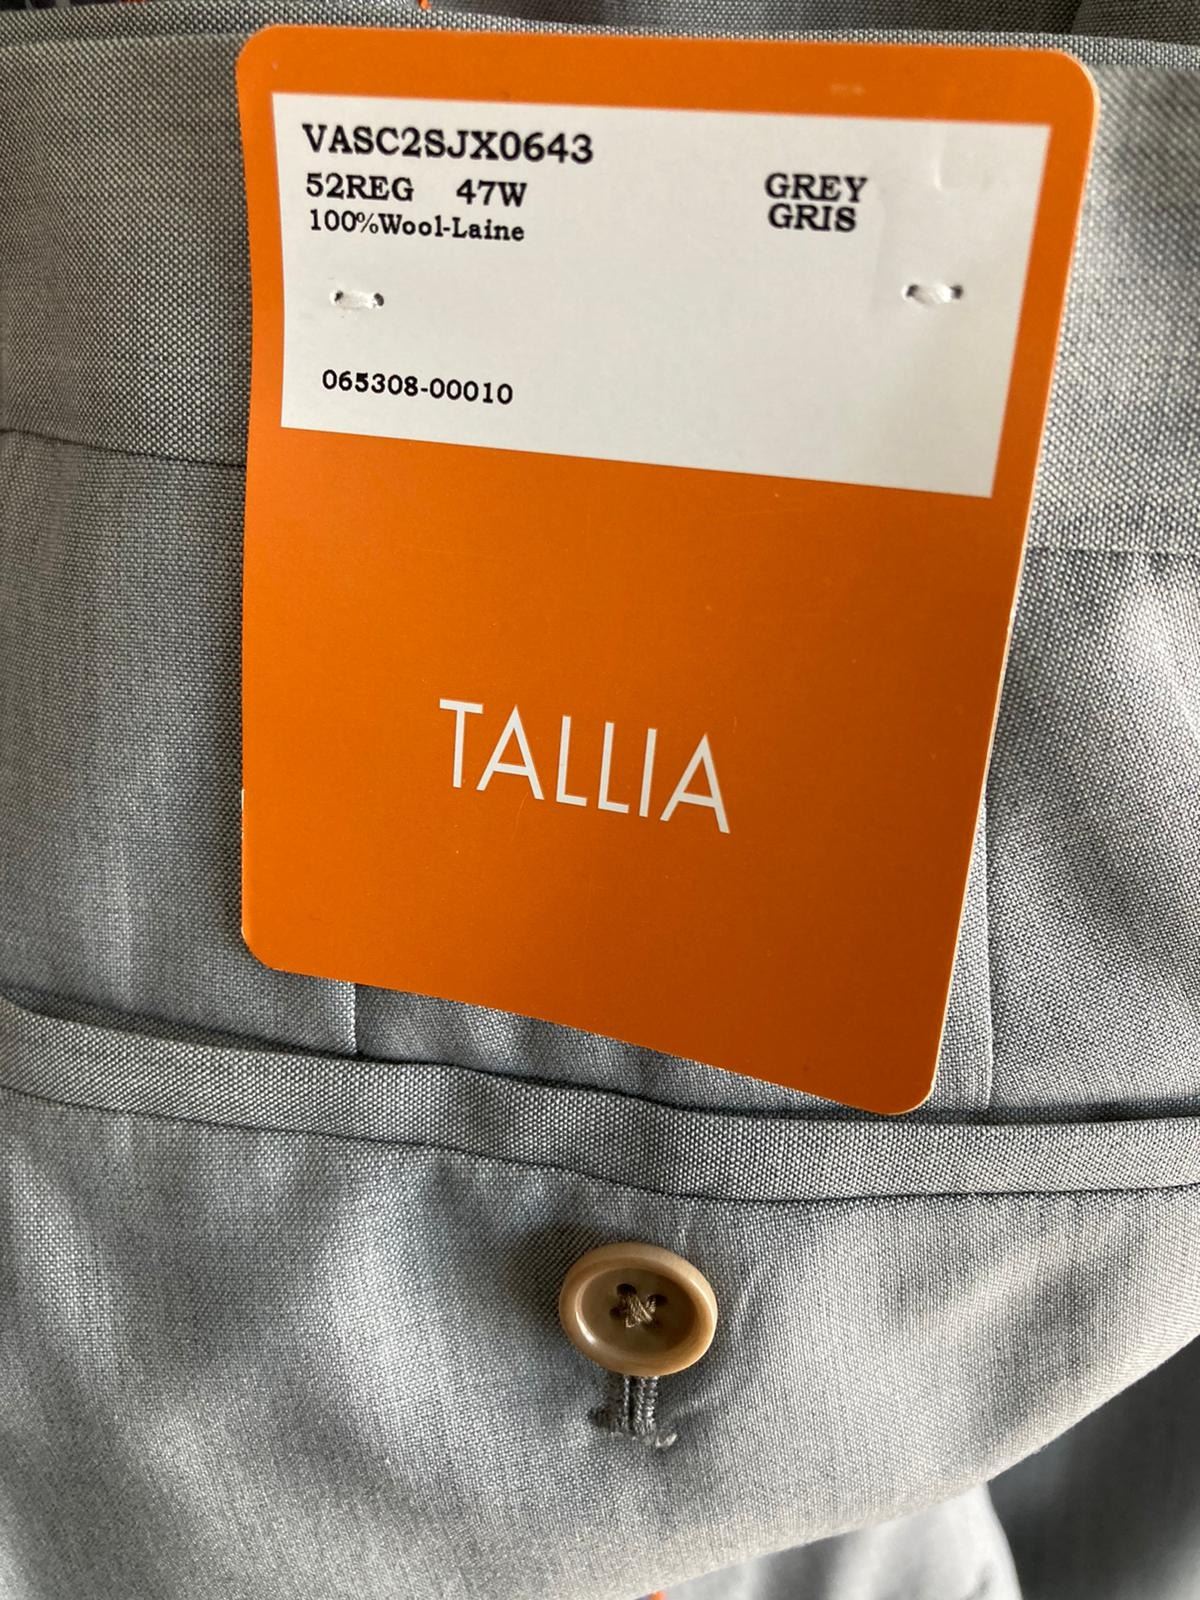 VASC2SJX0643
52REG 47W
GREY
100%Wool-Laine
GRIS
065308-00010
TALLIA